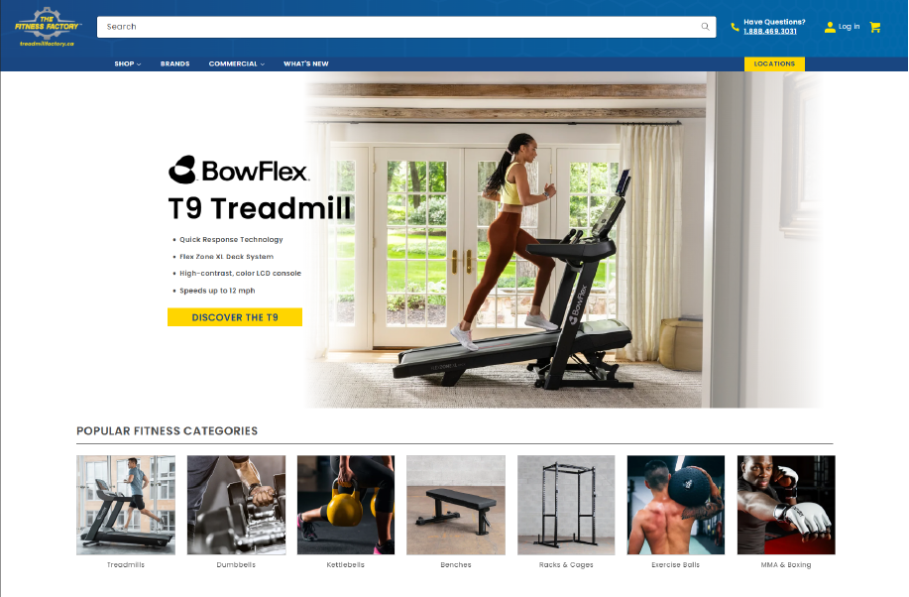 THE
FITNESS FACTORY
treadmillfactory.ca
Search
Have Questions?
1.888.469.3031
Log in
SHOP
BRANDS
COMMERCIAL
WHAT'S NEW
LOCATIONS
BowFlex.
T9 Treadmill
• Quick Response Technology
• Flex Zone XL Deck System
• High-contrast, color LCD console
• Speeds up to 12 mph
DISCOVER THE T9
BowFlex
POPULAR FITNESS CATEGORIES
Treadmills
Dumbbells
Kettlebells
Benches
Racks & Cages
Exercise Balls
MMA & Boxing